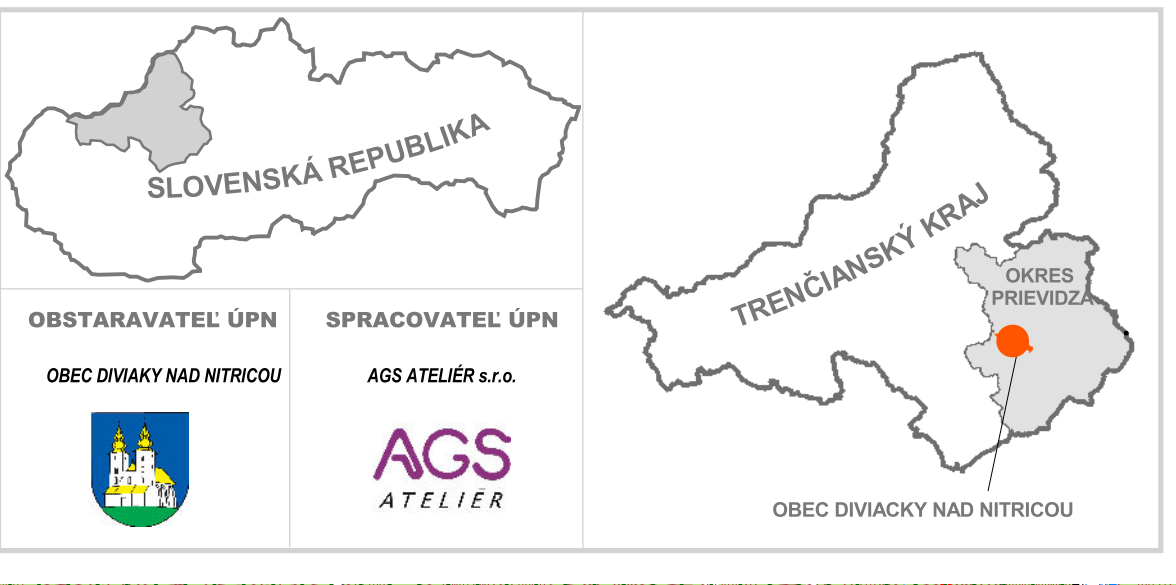 SLOVENSKÁ REPUBLIKA
OBSTARAVATEĽ ÚPN
OBEC DIVIAKY NAD NITRICOU
SPRACOVATEĽ ÚPN
AGS ATELIÉR s.r.o.
AGS
ATELIÉR
TRENČIANSKÝ KRAJ
OKRES
PRIEVIDZA
OBEC DIVIACKY NAD NITRICOU